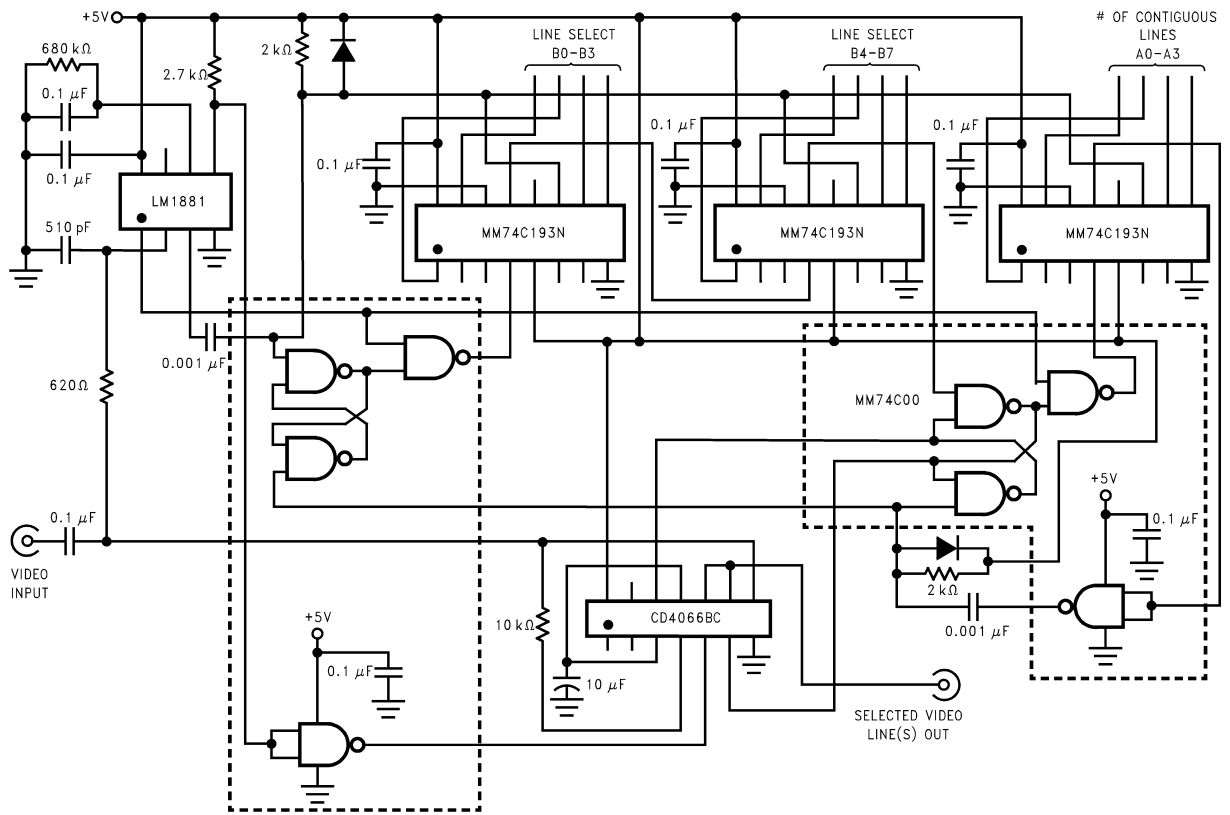 +5V
680 kΩ
0.1 μF
0.1 μF
2.7 kΩ
2 kΩ
LINE SELECT
B0–B3
LINE SELECT
B4–B7
# OF CONTIGUOUS
LINES
A0–A3
0.1 μF
0.1 μF
0.1 μF
LM1881
510 pF
MM74C193N
MM74C193N
MM74C193N
0.001 μF
620Ω
MM74C00
+5V
0.1 μF
0.1 μF
VIDEO
INPUT
2 kΩ
0.001 μF
10 kΩ
CD4066BC
+5V
0.1 μF
10 μF
SELECTED VIDEO
LINE(S) OUT